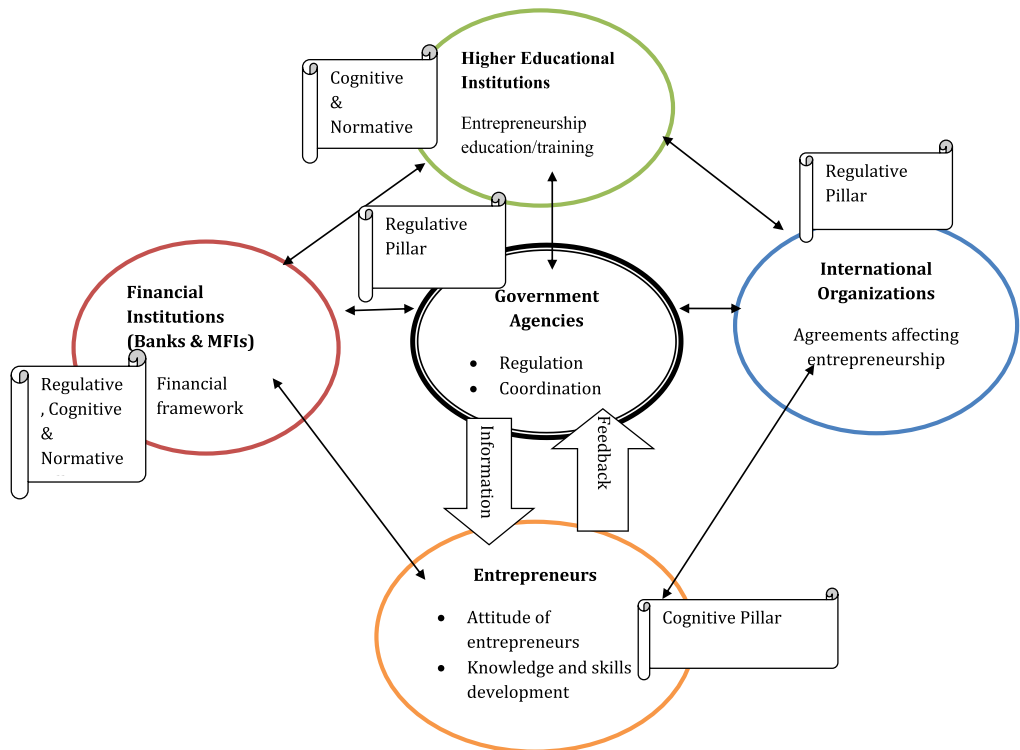 Higher Educational
Institutions
Entrepreneurship
education/training
Cognitive
&
Normative
Regulative
Pillar
Regulative
Pillar
International
Organizations
Agreements affecting
entrepreneurship
Financial
Institutions
(Banks & MFIs)
Financial
framework
Regulative
, Cognitive
&
Normative
Government
Agencies
• Regulation
• Coordination
Information
Feedback
Entrepreneurs
• Attitude of
entrepreneurs
• Knowledge and skills
development
Cognitive Pillar